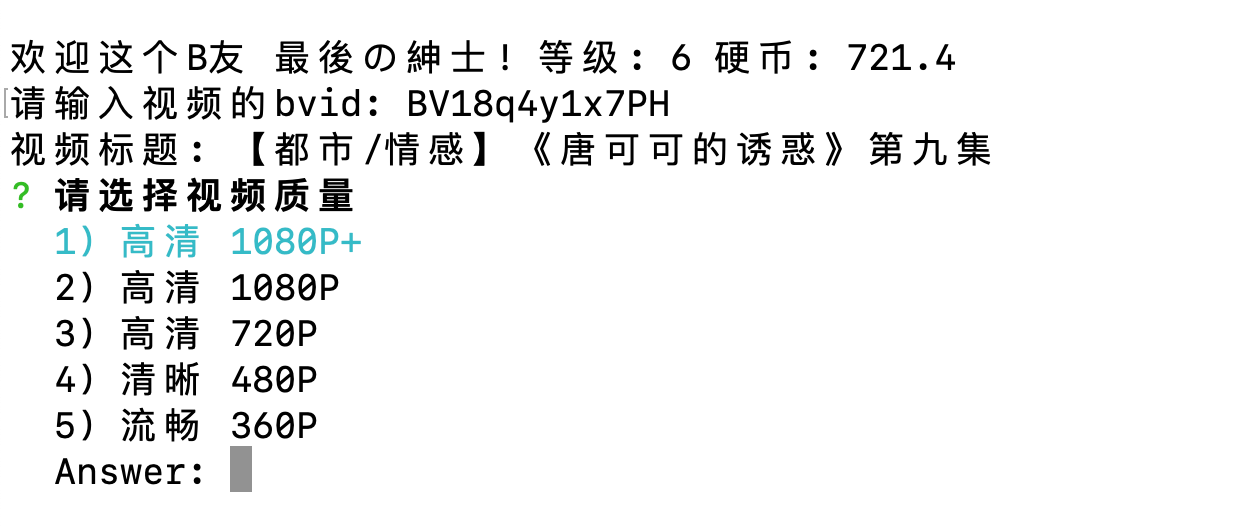 欢迎这个B友 最後の紳士! 等级: 6 硬币: 721.4
请输入视频的bvid: BV18q4y1x7PH
视频标题: 【都市/情感】《唐可可的诱惑》第九集
? 请选择视频质量
1) 高清 1080P+
2) 高清 1080P
3) 高清 720P
4) 清晰 480P
5) 流畅 360P
Answer: